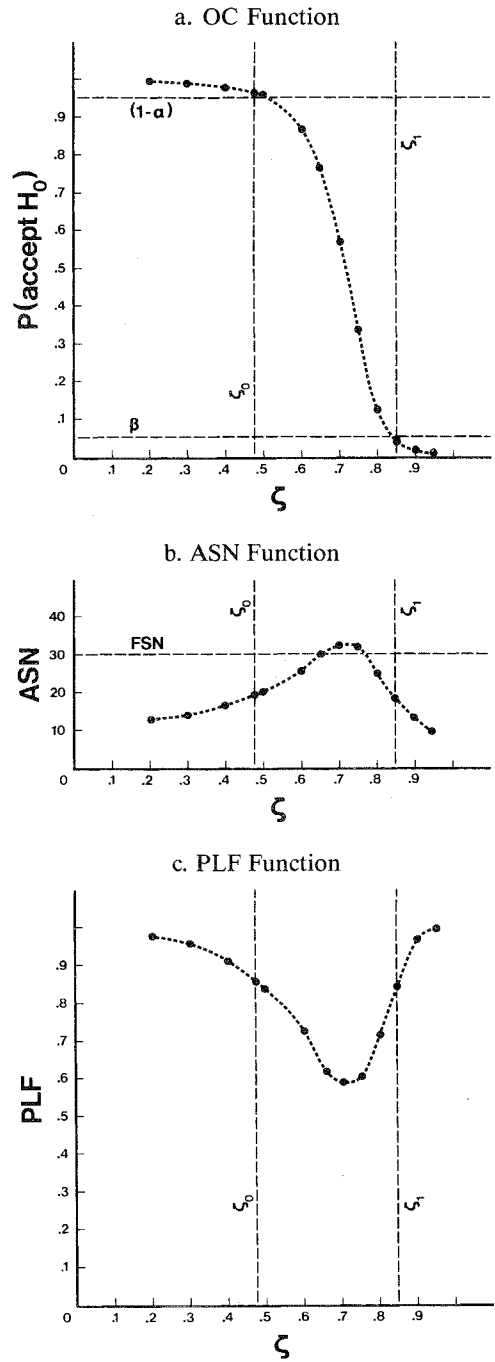 a. OC Function
.9
.8
.7
.6
.5
.4
.3
.2
.1
0
(1-α)
β
P(accept H₀)
ζ₀
ζ₁
.1 .2 .3 .4 .5 .6 .7 .8 .9
ζ
b. ASN Function
40
30
20
10
0
FSN
ASN
ζ₀
ζ₁
.1 .2 .3 .4 .5 .6 .7 .8 .9
ζ
c. PLF Function
.9
.8
.7
.6
.5
.4
.3
.2
.1
0
PLF
ζ₀
ζ₁
.1 .2 .3 .4 .5 .6 .7 .8 .9
ζ